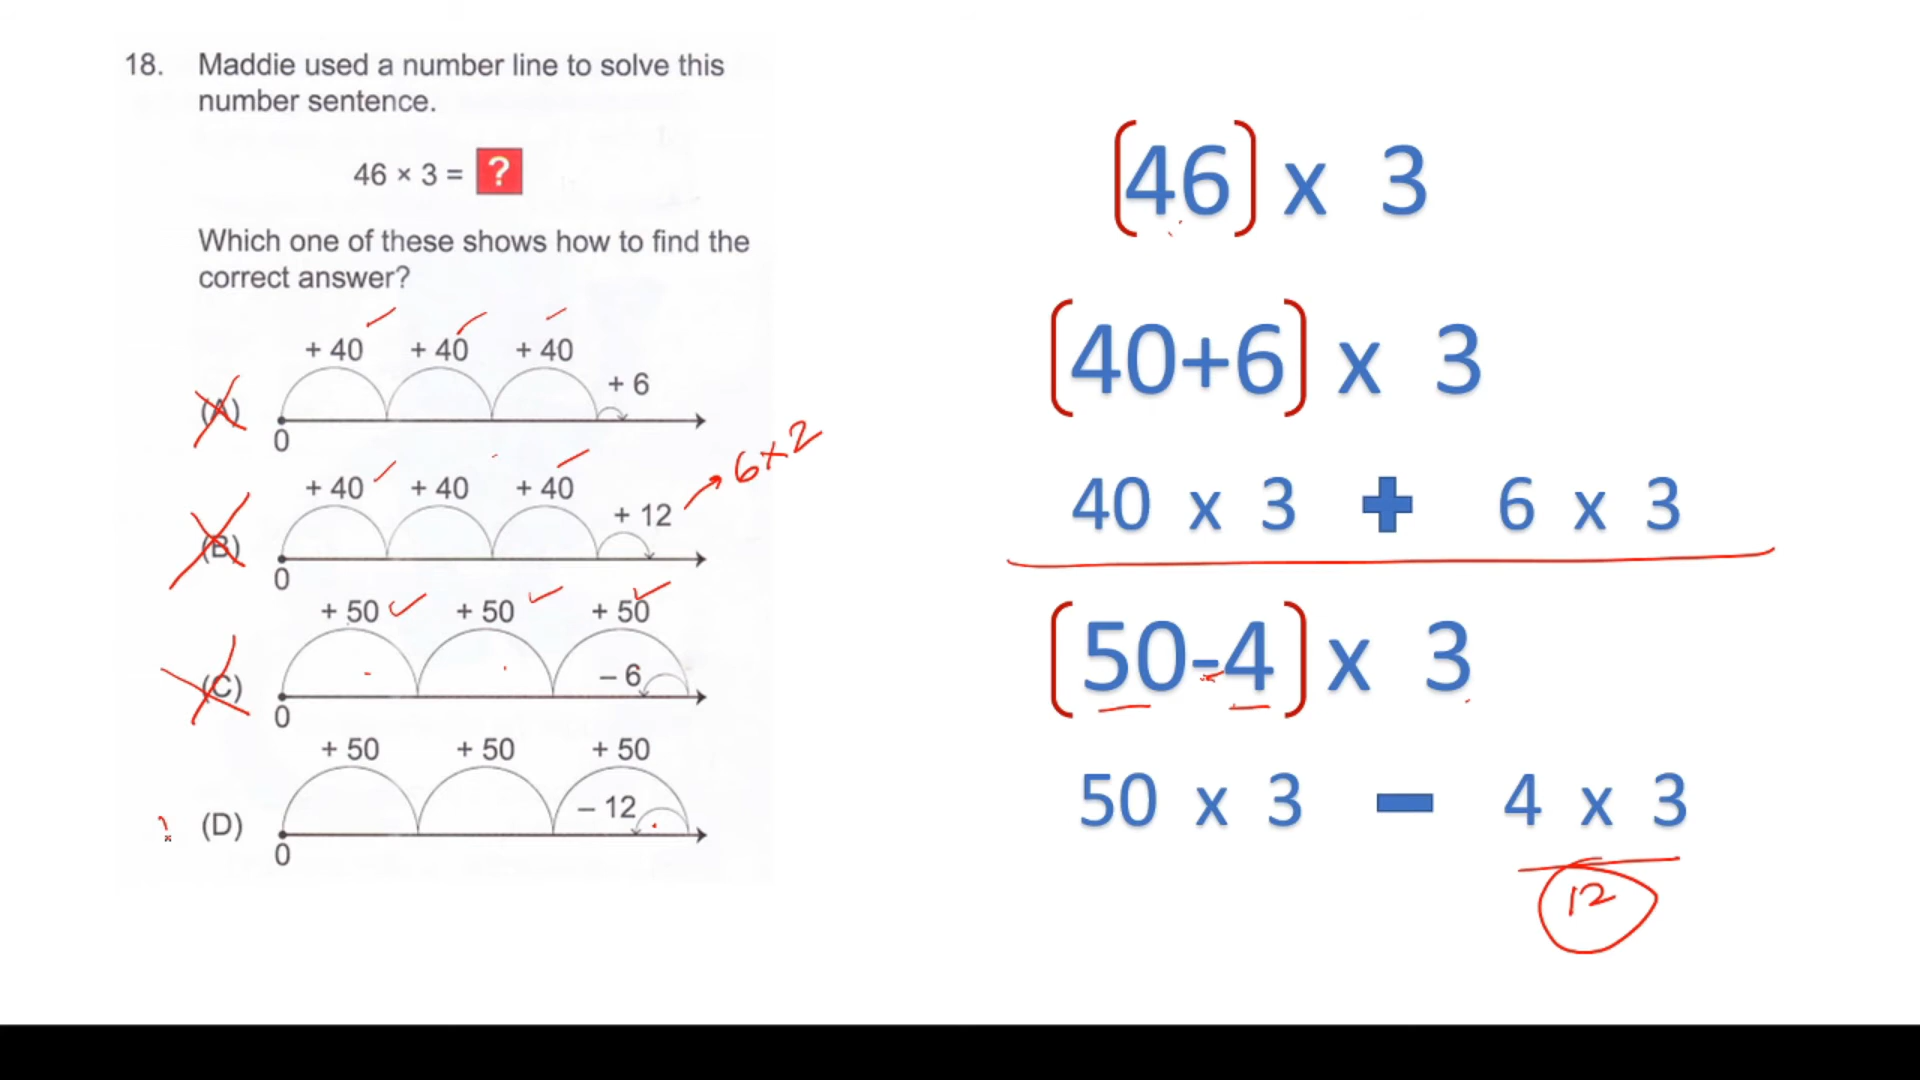 18. Maddie used a number line to solve this
number sentence.
46 × 3 = ?
Which one of these shows how to find the
correct answer?
+ 40 + 40 + 40
+ 6
(A)
0
6x2
+ 40 + 40 + 40
+ 12
(B)
0
+ 50 + 50 + 50
– 6
(C)
0
+ 50 + 50 + 50
– 12
(D)
0
(46) x 3
(40+6) x 3
40 x 3 + 6 x 3
(50-4) x 3
50 x 3 – 4 x 3
12